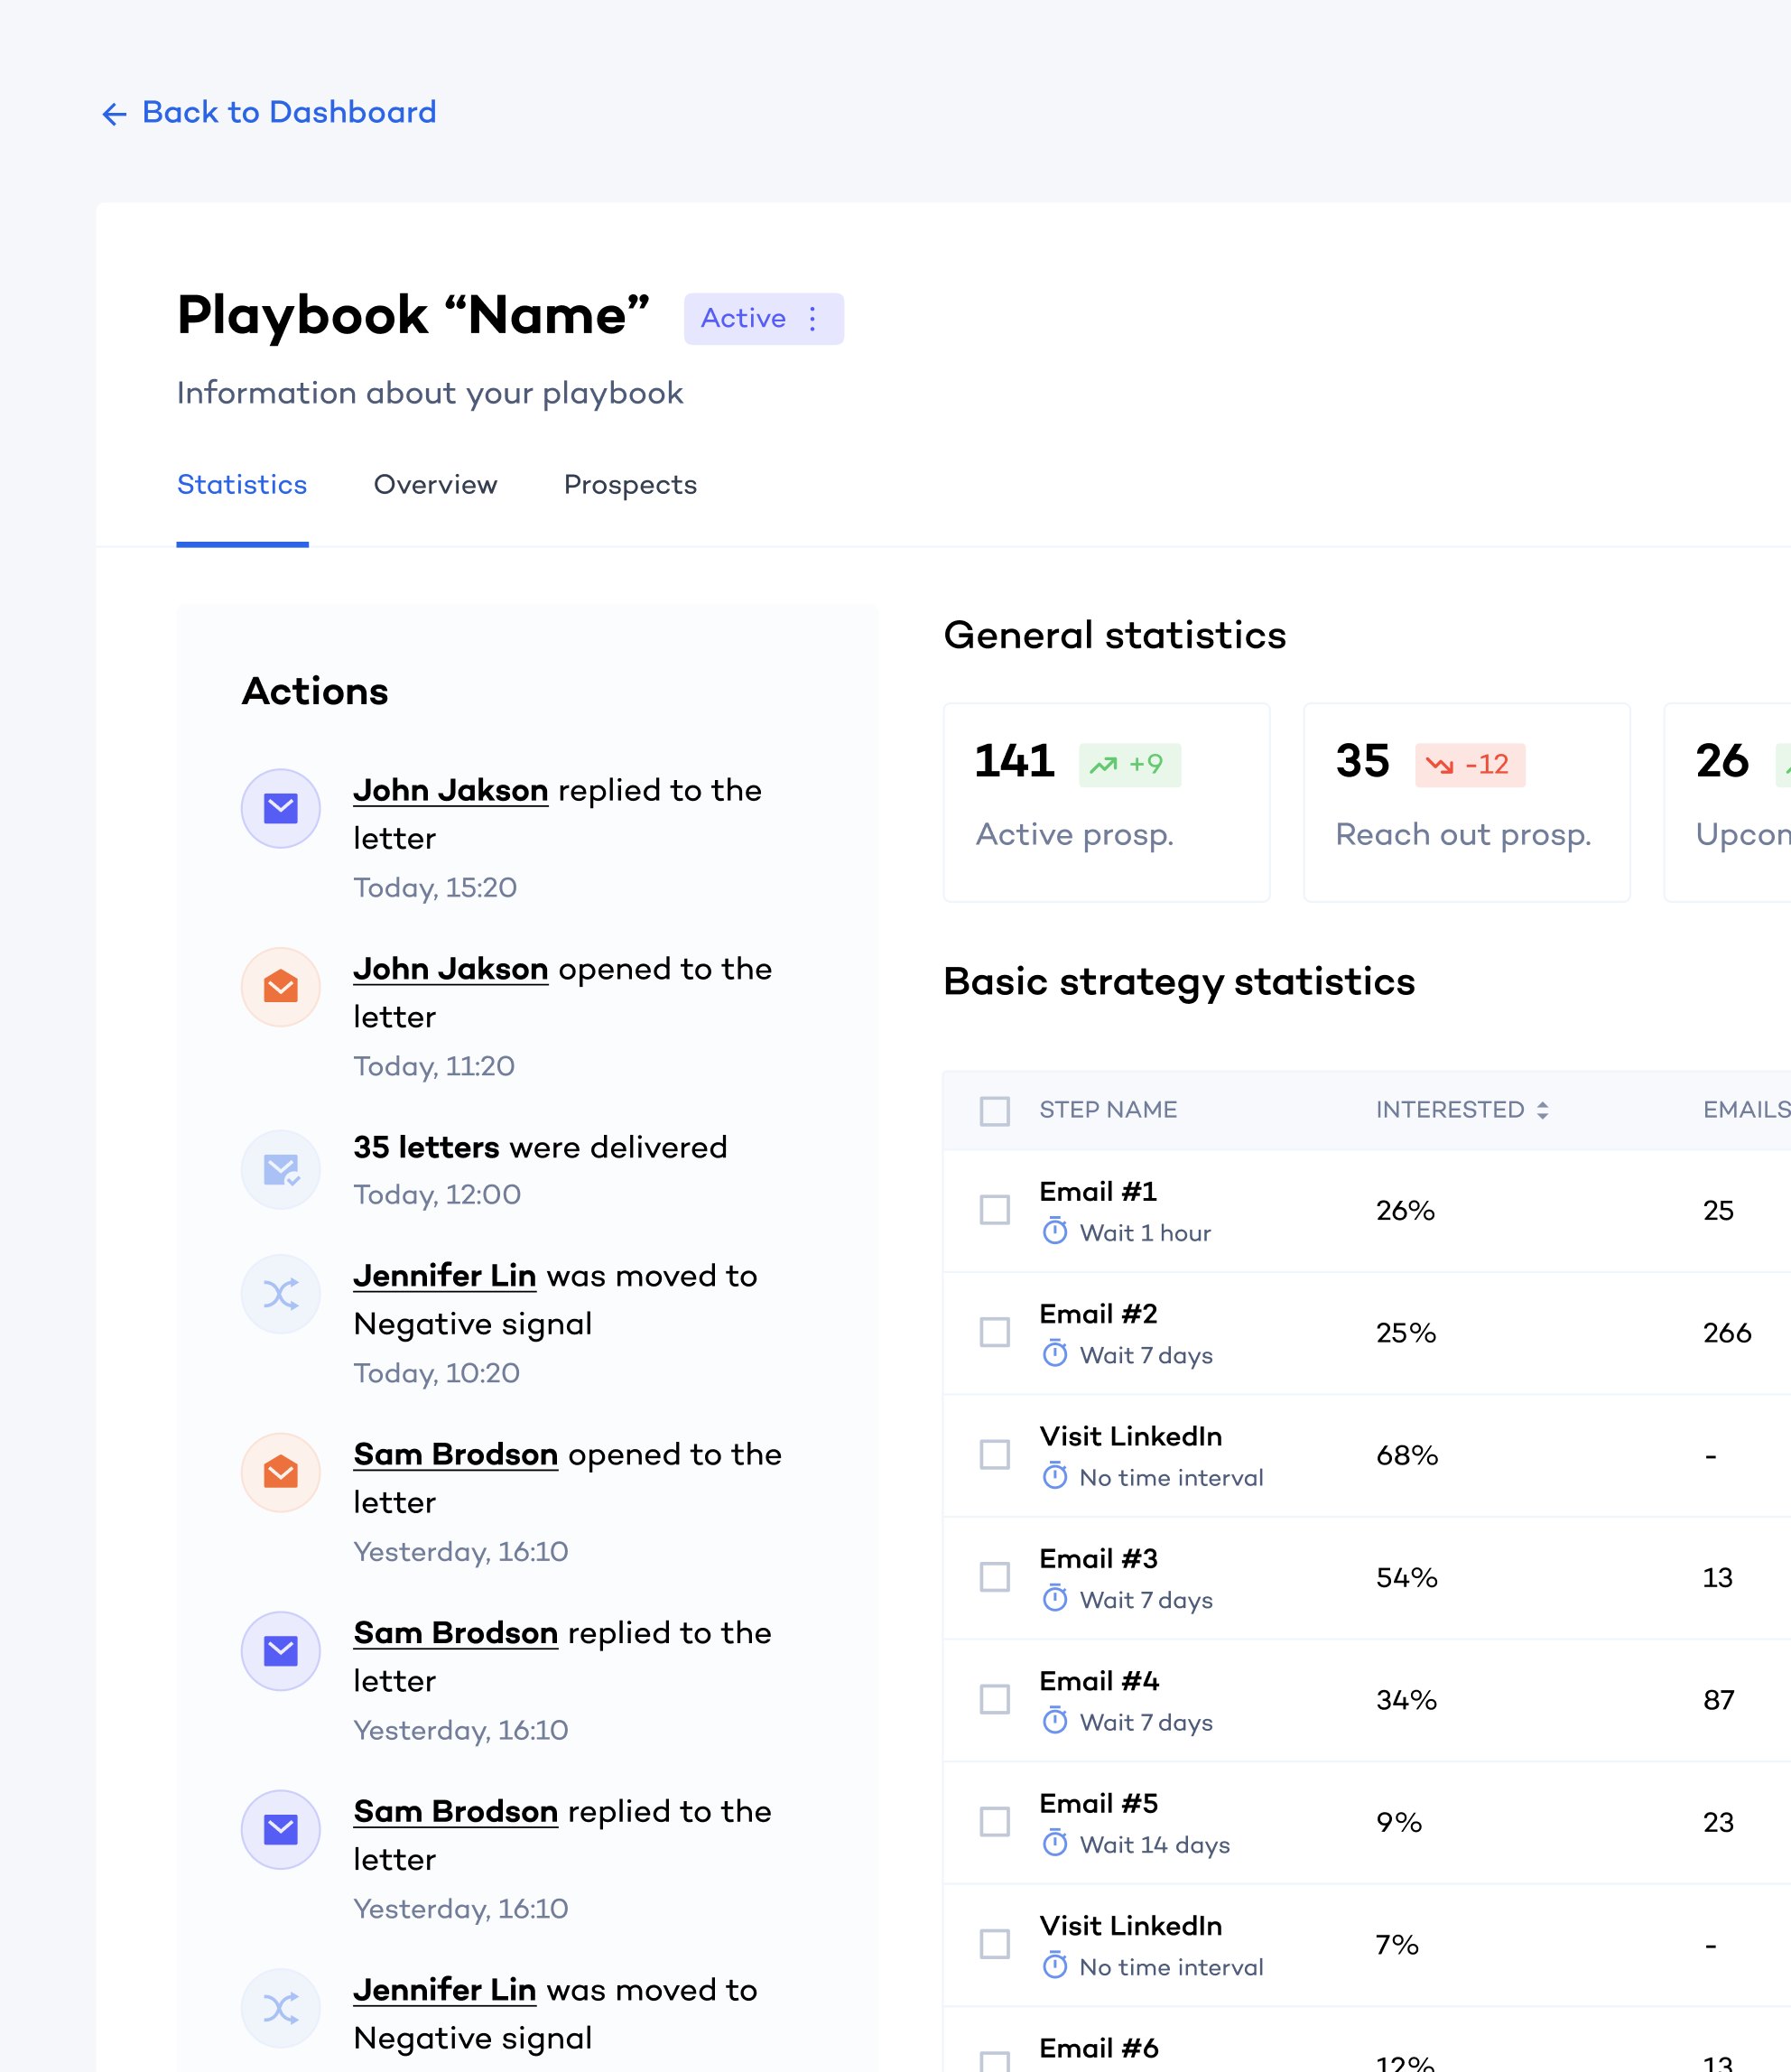 Back to Dashboard
Playbook “Name”
Active
Information about your playbook
Statistics
Overview
Prospects
Actions
John Jakson replied to the
letter
Today, 15:20
John Jakson opened to the
letter
Today, 11:20
35 letters were delivered
Today, 12:00
Jennifer Lin was moved to
Negative signal
Today, 10:20
Sam Brodson opened to the
letter
Yesterday, 16:10
Sam Brodson replied to the
letter
Yesterday, 16:10
Sam Brodson replied to the
letter
Yesterday, 16:10
Jennifer Lin was moved to
Negative signal
General statistics
141 +9
Active prosp.
35 -12
Reach out prosp.
26
Basic strategy statistics
STEP NAME INTERESTED EMAILS
Email #1
Wait 1 hour
26%
25
Email #2
Wait 7 days
25%
266
Visit LinkedIn
No time interval
68%
-
Email #3
Wait 7 days
54%
13
Email #4
Wait 7 days
34%
87
Email #5
Wait 14 days
9%
23
Visit LinkedIn
No time interval
7%
-
Email #6
12%
13